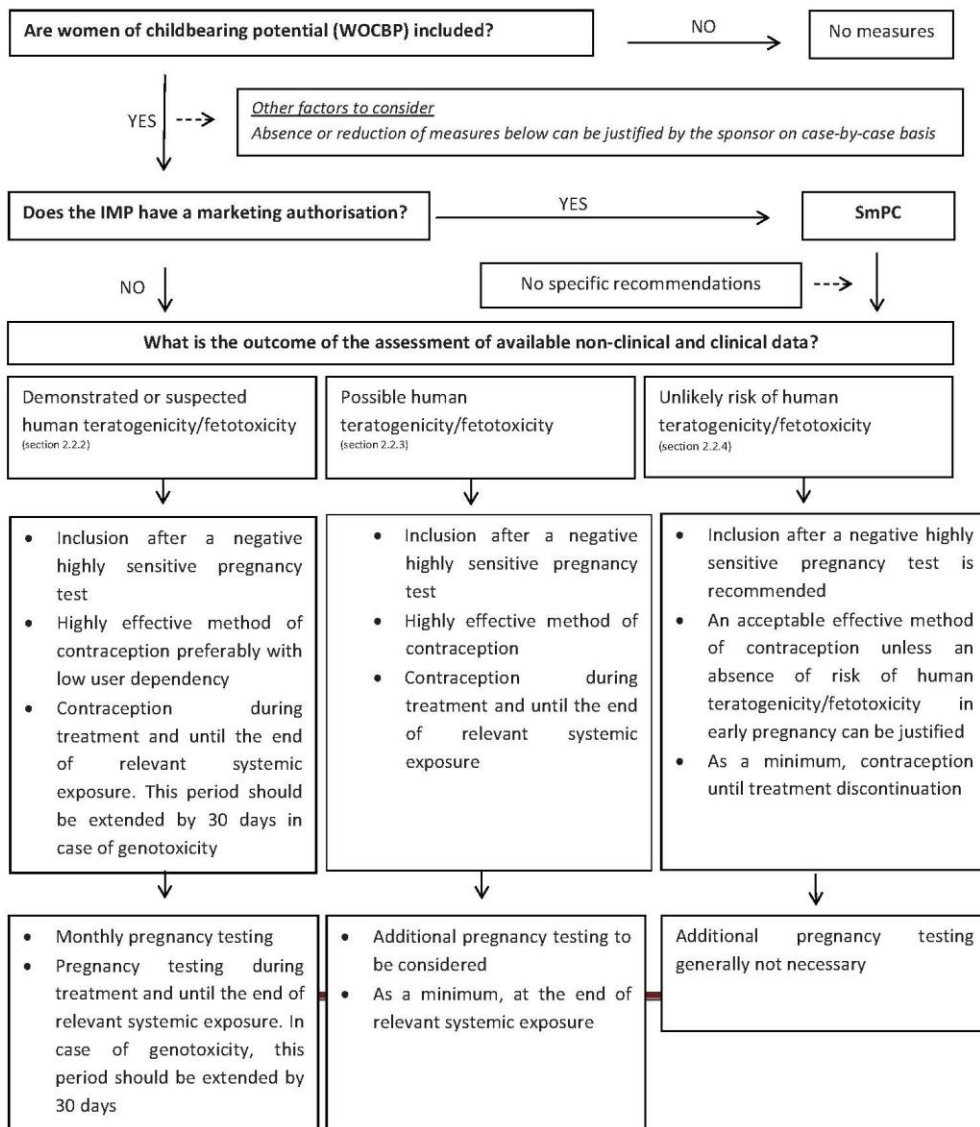 Are women of childbearing potential (WOCBP) included?
NO
No measures
YES
Other factors to consider
Absence or reduction of measures below can be justified by the sponsor on case-by-case basis
Does the IMP have a marketing authorisation?
YES
SmPC
NO
No specific recommendations
What is the outcome of the assessment of available non-clinical and clinical data?
Demonstrated or suspected
human teratogenicity/fetotoxicity
(section 2.2.2)
Possible human
teratogenicity/fetotoxicity
(section 2.2.3)
Unlikely risk of human
teratogenicity/fetotoxicity
(section 2.2.4)
• Inclusion after a negative
highly sensitive pregnancy
test
• Highly effective method of
contraception preferably with
low user dependency
• Contraception during
treatment and until the end
of relevant systemic
exposure. This period should
be extended by 30 days in
case of genotoxicity
• Inclusion after a negative
highly sensitive pregnancy
test
• Highly effective method of
contraception
• Contraception during
treatment and until the end
of relevant systemic
exposure
• Inclusion after a negative highly
sensitive pregnancy test is
recommended
• An acceptable effective method
of contraception unless an
absence of risk of human
teratogenicity/fetotoxicity in
early pregnancy can be justified
• As a minimum, contraception
until treatment discontinuation
• Monthly pregnancy testing
• Pregnancy testing during
treatment and until the end of
relevant systemic exposure. In
case of genotoxicity, this
period should be extended by
30 days
• Additional pregnancy testing to
be considered
• As a minimum, at the end of
relevant systemic exposure
Additional pregnancy testing
generally not necessary